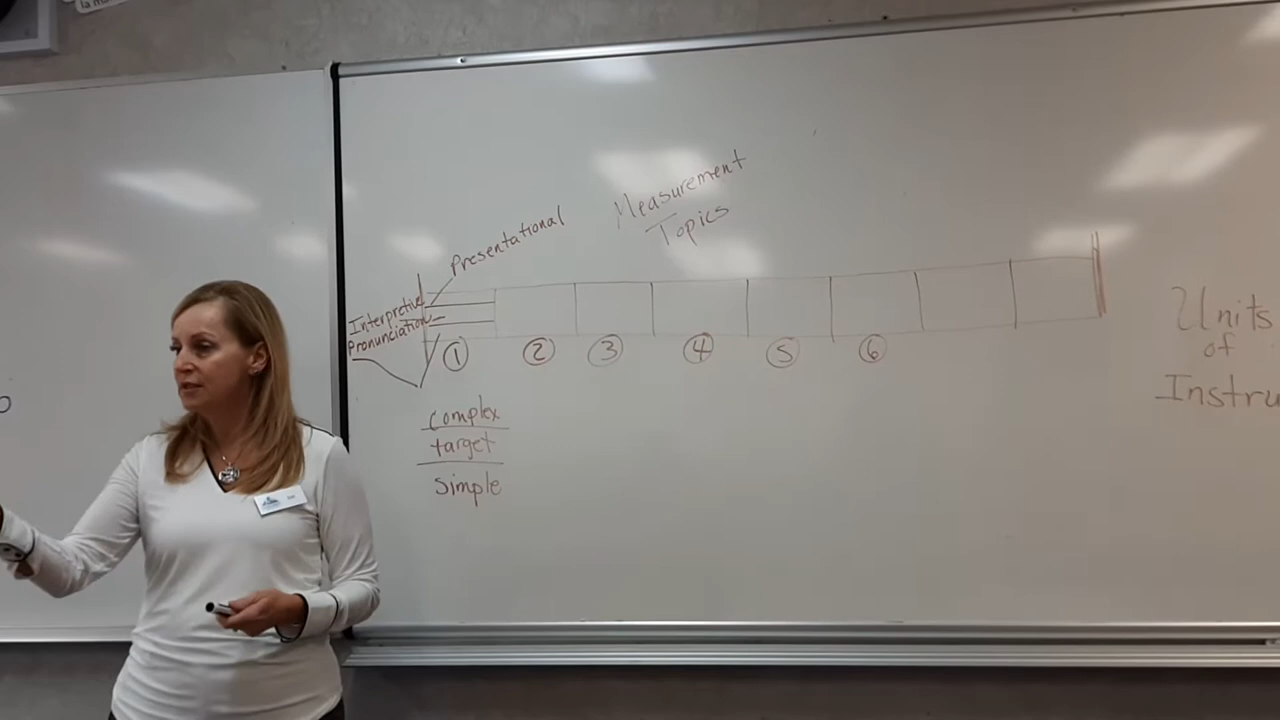 Measurement
Topics
Presentational
Interpretive
Pronunciation
① ② ③ ④ ⑤ ⑥
complex
target
simple
Units
of
Instru